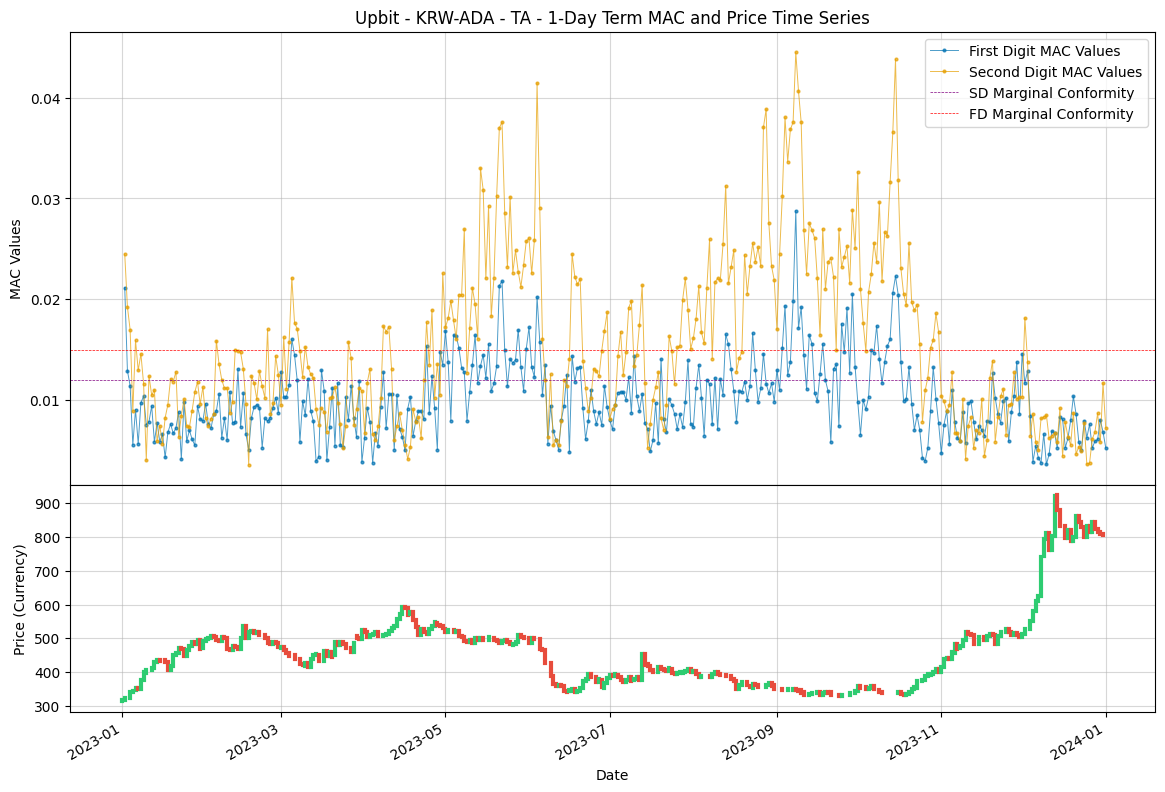 Upbit - KRW-ADA - TA - 1-Day Term MAC and Price Time Series
First Digit MAC Values
Second Digit MAC Values
SD Marginal Conformity
FD Marginal Conformity
MAC Values
0.04
0.03
0.02
0.01
Price (Currency)
900
800
700
600
500
400
300
2023-01
2023-03
2023-05
2023-07
2023-09
2023-11
2024-01
Date